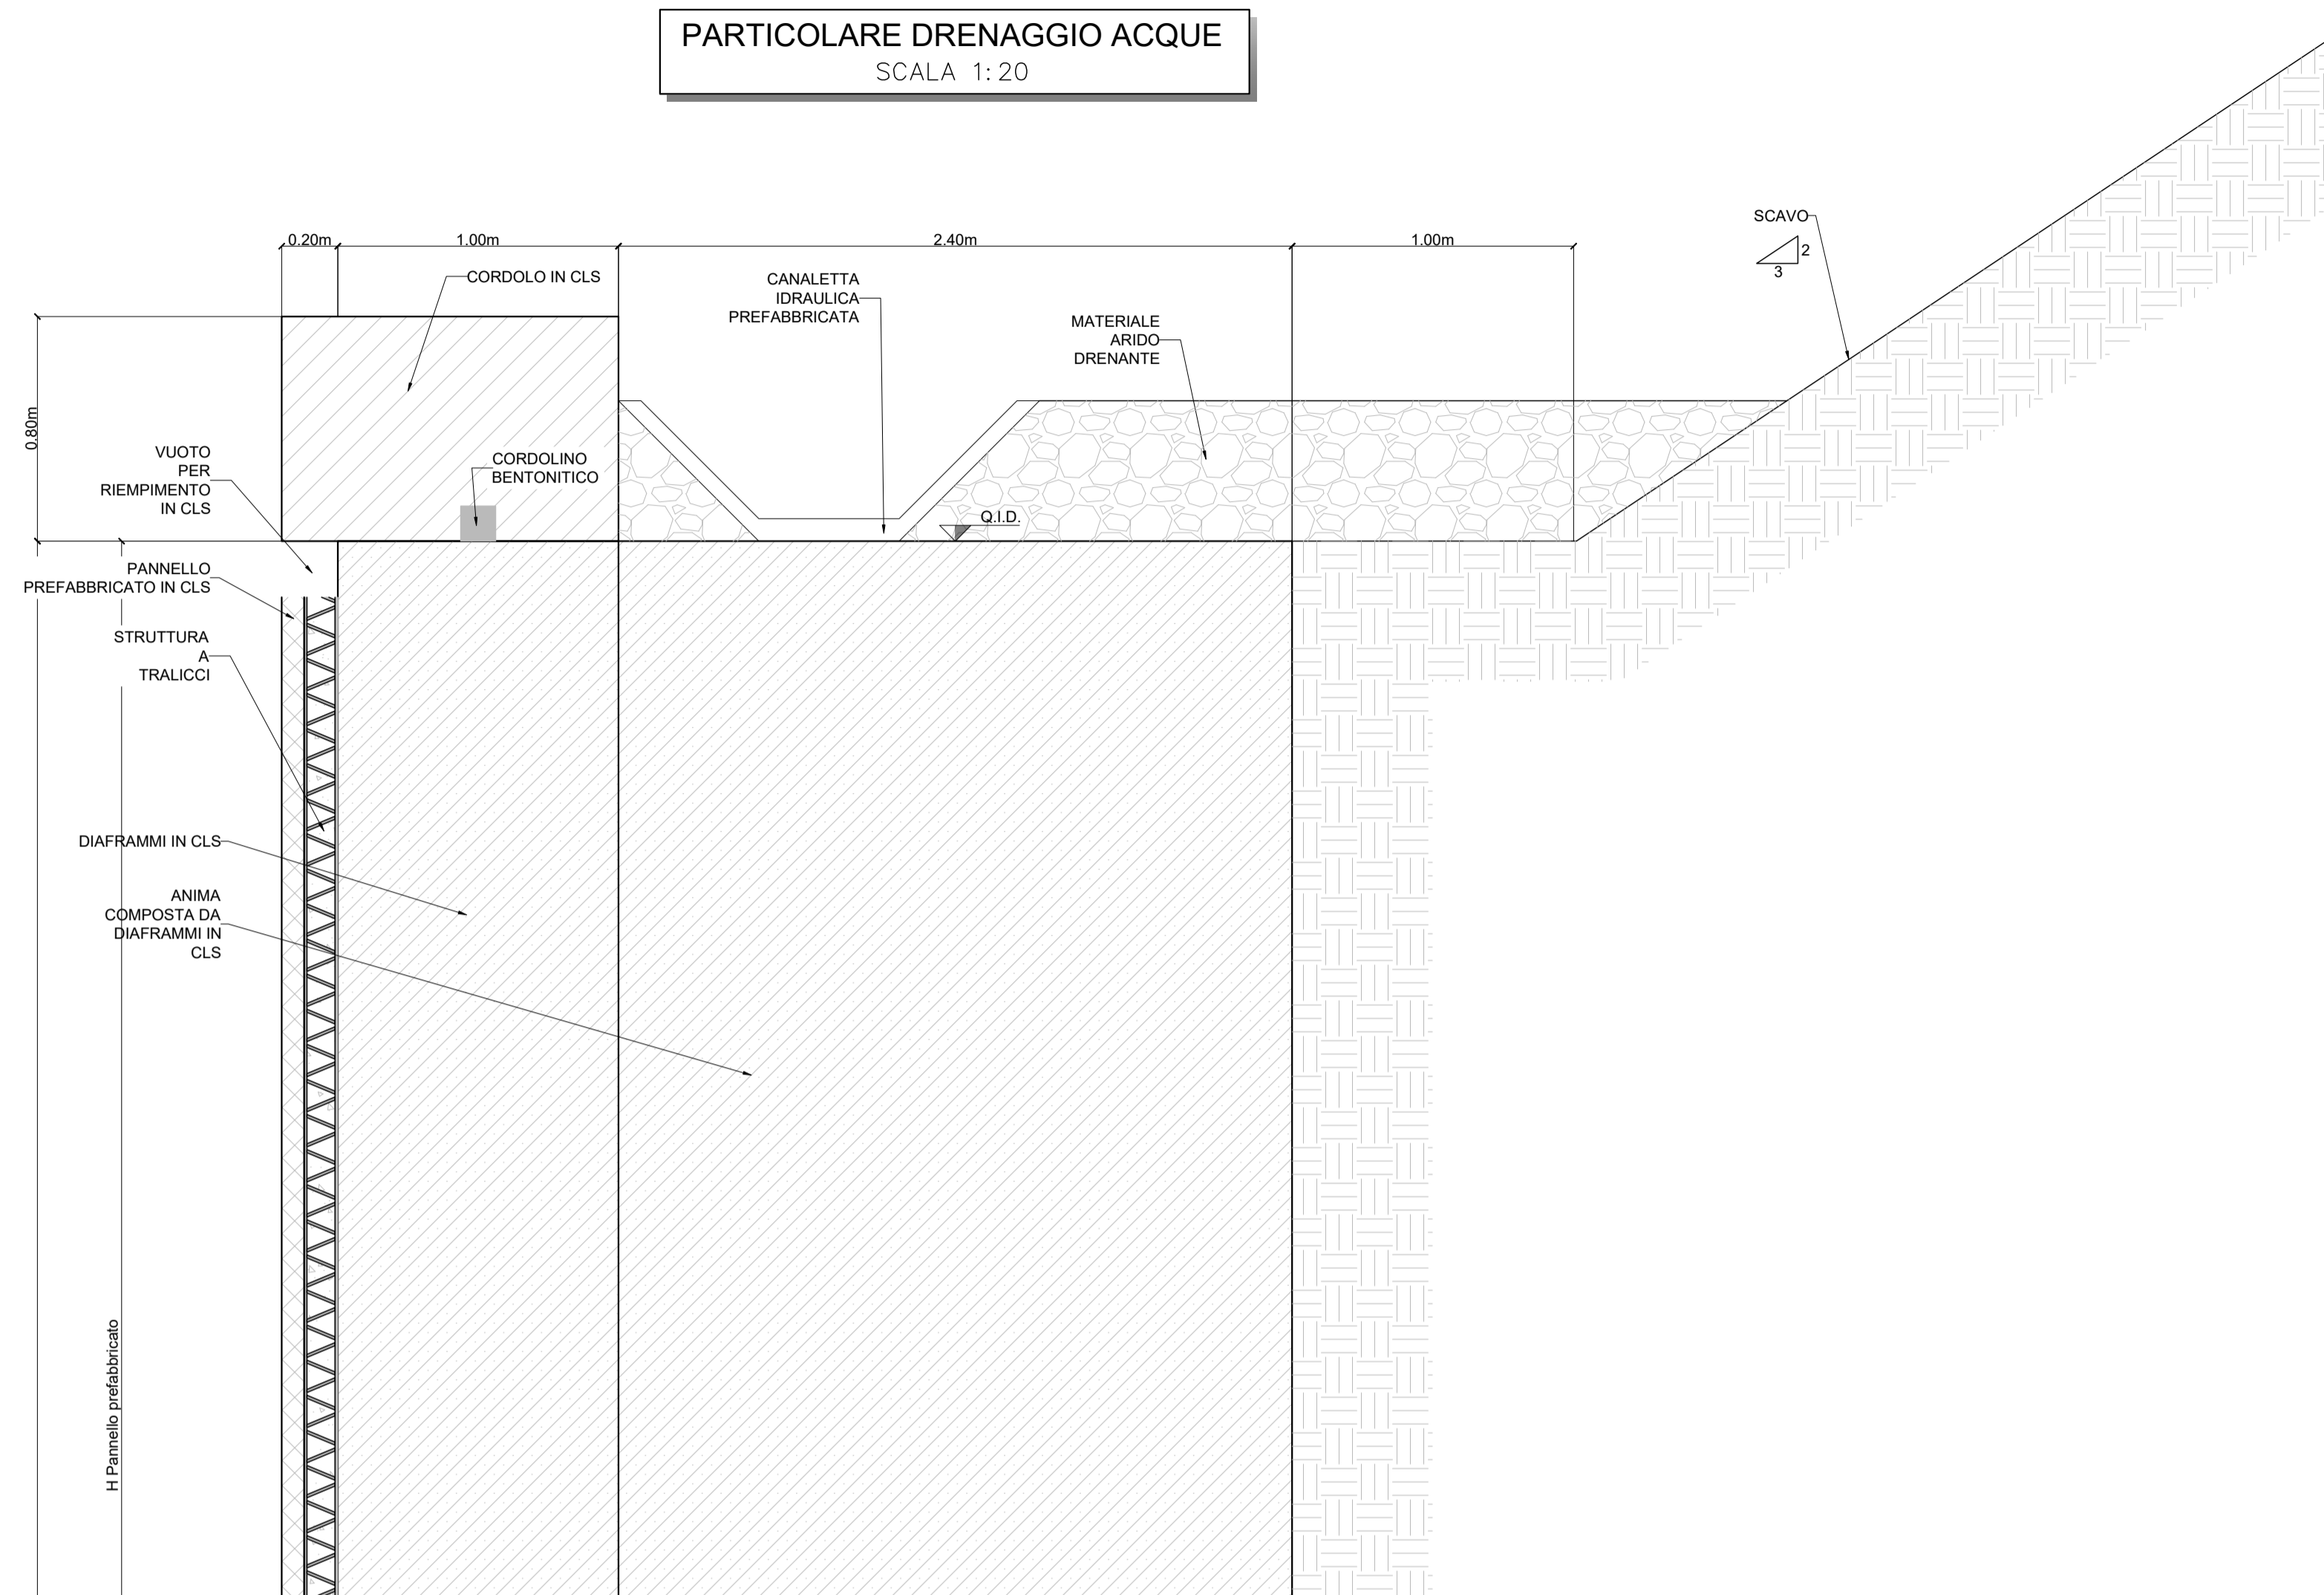 PARTICOLARE DRENAGGIO ACQUE
SCALA 1:20
SCAVO
2
3
0.20m
1.00m
2.40m
1.00m
CORDOLO IN CLS
CANALETTA
IDRAULICA
PREFABBRICATA
MATERIALE
ARIDO
DRENANTE
0.80m
VUOTO
PER
RIEMPIMENTO
IN CLS
CORDOLINO
BENTONITICO
Q.I.D.
PANNELLO
PREFABBRICATO IN CLS
STRUTTURA
A
TRALICCI
DIAFRAMMI IN CLS
ANIMA
COMPOSTA DA
DIAFRAMMI IN
CLS
H Pannello prefabbricato